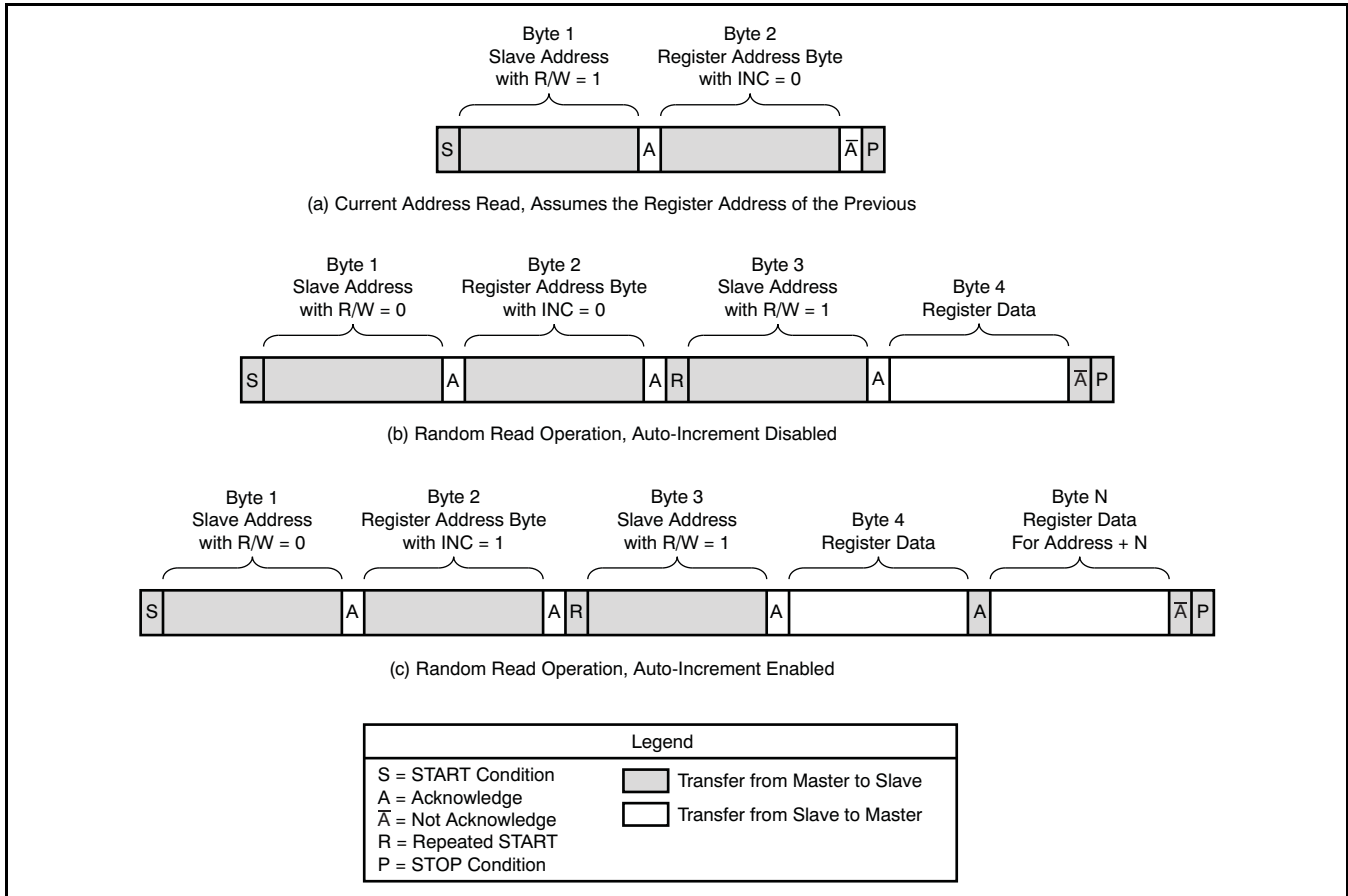 Byte 1
Slave Address
with R/W = 1
Byte 2
Register Address Byte
with INC = 0
S
A
A̅
P
(a) Current Address Read, Assumes the Register Address of the Previous
Byte 1
Slave Address
with R/W = 0
Byte 2
Register Address Byte
with INC = 0
Byte 3
Slave Address
with R/W = 1
Byte 4
Register Data
S
A
A
R
A
A̅
P
(b) Random Read Operation, Auto-Increment Disabled
Byte 1
Slave Address
with R/W = 0
Byte 2
Register Address Byte
with INC = 1
Byte 3
Slave Address
with R/W = 1
Byte 4
Register Data
Byte N
Register Data
For Address + N
S
A
A
R
A
A
A̅
P
(c) Random Read Operation, Auto-Increment Enabled
Legend
S = START Condition
A = Acknowledge
A̅ = Not Acknowledge
R = Repeated START
P = STOP Condition
Transfer from Master to Slave
Transfer from Slave to Master